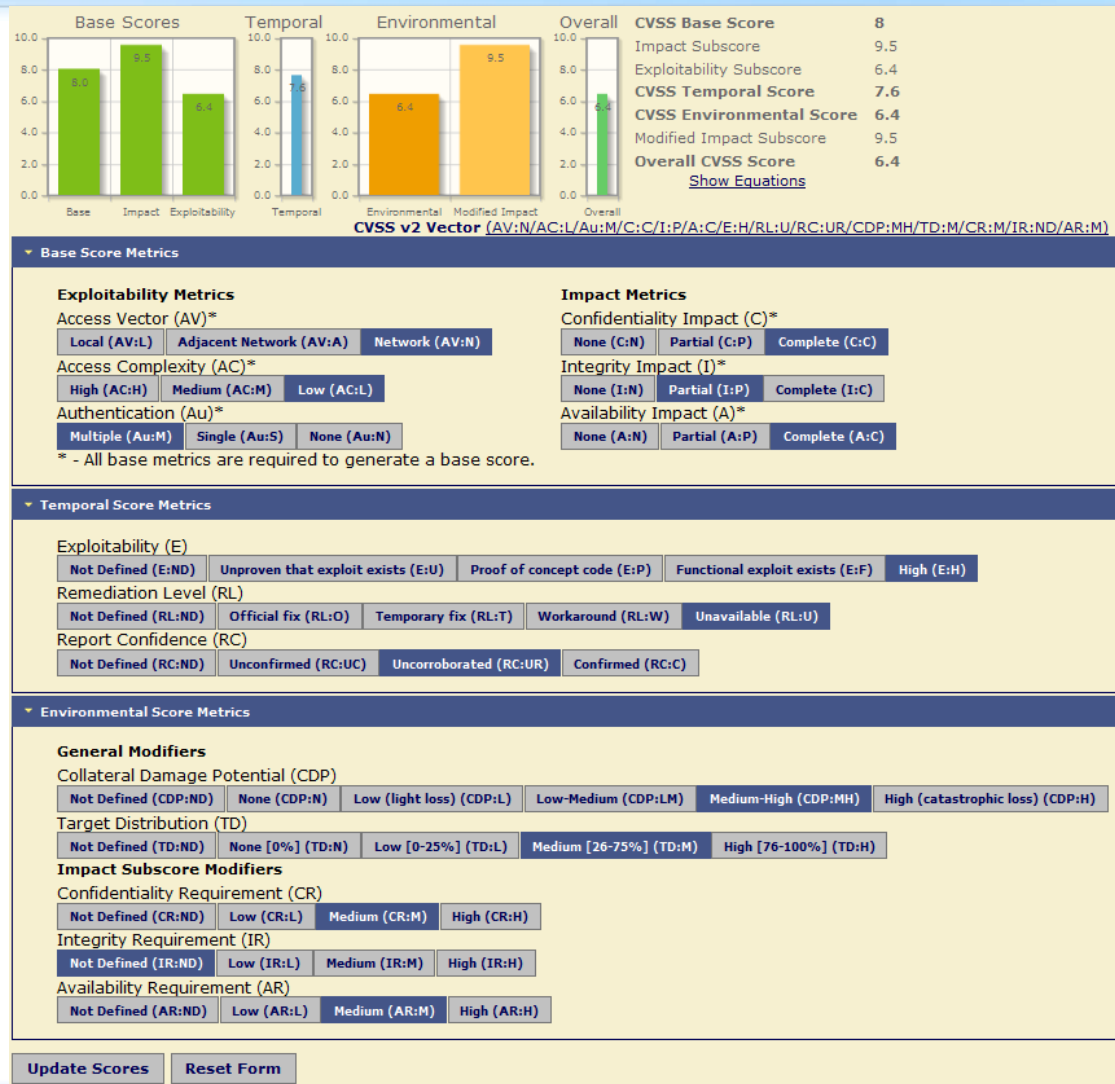 Base Scores Temporal Environmental Overall
10.0 10.0 10.0 10.0
8.0 8.0 8.0 8.0
6.0 6.0 6.0 6.0
4.0 4.0 4.0 4.0
2.0 2.0 2.0 2.0
0.0 0.0 0.0 0.0
8.0 9.5 6.4 7.6 6.4 9.5 6.4
Base Impact Exploitability Temporal Environmental Modified Impact Overall
CVSS Base Score 8
Impact Subscore 9.5
Exploitability Subscore 6.4
CVSS Temporal Score 7.6
CVSS Environmental Score 6.4
Modified Impact Subscore 9.5
Overall CVSS Score 6.4
Show Equations
CVSS v2 Vector (AV:N/AC:L/Au:M/C:C/I:P/A:C/E:H/RL:U/RC:UR/CDP:MH/TD:M/CR:M/IR:ND/AR:M)
Base Score Metrics
Exploitability Metrics
Access Vector (AV)*
Local (AV:L) Adjacent Network (AV:A) Network (AV:N)
Access Complexity (AC)*
High (AC:H) Medium (AC:M) Low (AC:L)
Authentication (Au)*
Multiple (Au:M) Single (Au:S) None (Au:N)
* - All base metrics are required to generate a base score.
Impact Metrics
Confidentiality Impact (C)*
None (C:N) Partial (C:P) Complete (C:C)
Integrity Impact (I)*
None (I:N) Partial (I:P) Complete (I:C)
Availability Impact (A)*
None (A:N) Partial (A:P) Complete (A:C)
Temporal Score Metrics
Exploitability (E)
Not Defined (E:ND) Unproven that exploit exists (E:U) Proof of concept code (E:P) Functional exploit exists (E:F) High (E:H)
Remediation Level (RL)
Not Defined (RL:ND) Official fix (RL:O) Temporary fix (RL:T) Workaround (RL:W) Unavailable (RL:U)
Report Confidence (RC)
Not Defined (RC:ND) Unconfirmed (RC:UC) Uncorroborated (RC:UR) Confirmed (RC:C)
Environmental Score Metrics
General Modifiers
Collateral Damage Potential (CDP)
Not Defined (CDP:ND) None (CDP:N) Low (light loss) (CDP:L) Low-Medium (CDP:LM) Medium-High (CDP:MH) High (catastrophic loss) (CDP:H)
Target Distribution (TD)
Not Defined (TD:ND) None [0%] (TD:N) Low [0-25%] (TD:L) Medium [26-75%] (TD:M) High [76-100%] (TD:H)
Impact Subscore Modifiers
Confidentiality Requirement (CR)
Not Defined (CR:ND) Low (CR:L) Medium (CR:M) High (CR:H)
Integrity Requirement (IR)
Not Defined (IR:ND) Low (IR:L) Medium (IR:M) High (IR:H)
Availability Requirement (AR)
Not Defined (AR:ND) Low (AR:L) Medium (AR:M) High (AR:H)
Update Scores Reset Form